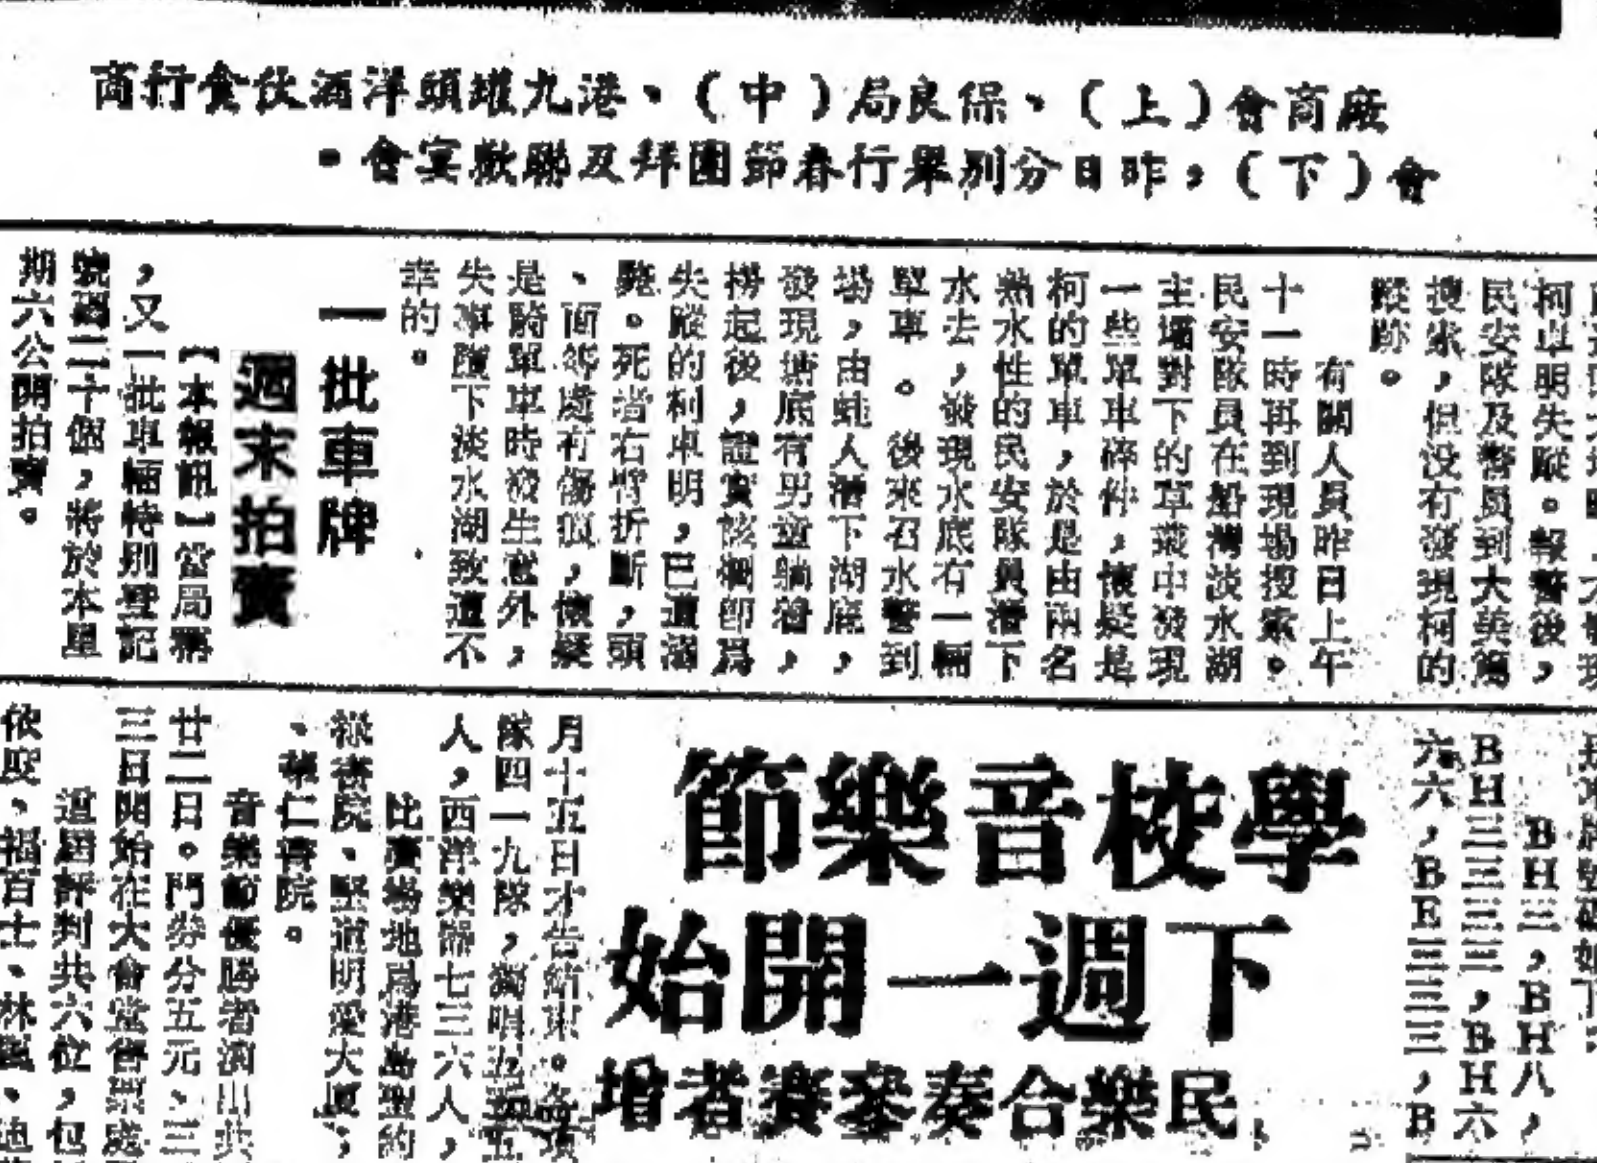 廠商會（上）、保良局（中）、港九罐頭洋酒伙食行商
會（下），昨日分別舉行春節團拜及聯歡宴會。
柯卓明失蹤。報警後，
民安隊及警員到大美篤
搜索，但没有發現柯的
蹤跡。
有關人員昨日上午
十一時再到現場搜索。
民安隊員在船灣淡水湖
主壩對下的草叢中發現
一些單車碎件，懷疑是
柯的單車，於是由兩名
熟水性的民安隊員潛下
水去，發現水底有一輛
單車。後來召水警到
場，由蛙人潛下湖底，
發現塘底有男童躺着，
撈起後，證實該棚卽爲
失蹤的柯卓明，已遭溺
斃。死者右臂折斷，頭
、面等處有傷痕，懷疑
是騎單車時發生意外，
失事墮下淡水湖致遭不
幸的。
一批車牌
週末拍賣
【本報訊】當局稱
，又一批車輛特別登記
號碼二十個，將於本星
期六公開拍賣。
BH三，BH八，
BH三三三三，BH六
六六，BE三三三三，B
學校音樂節
下週一開始
民樂合奏參賽者增
月十五日才告結束。
隊四一九隊，獨唱
人，西洋樂器七三六人，
比賽場地爲港島聖約
祿書院、堅道明愛大廈，
、華仁書院。
音樂節優勝者演出共
廿二日。門券分五元、三
三日開始在大會堂
這屆評判共六位，包
依度、福百士、林